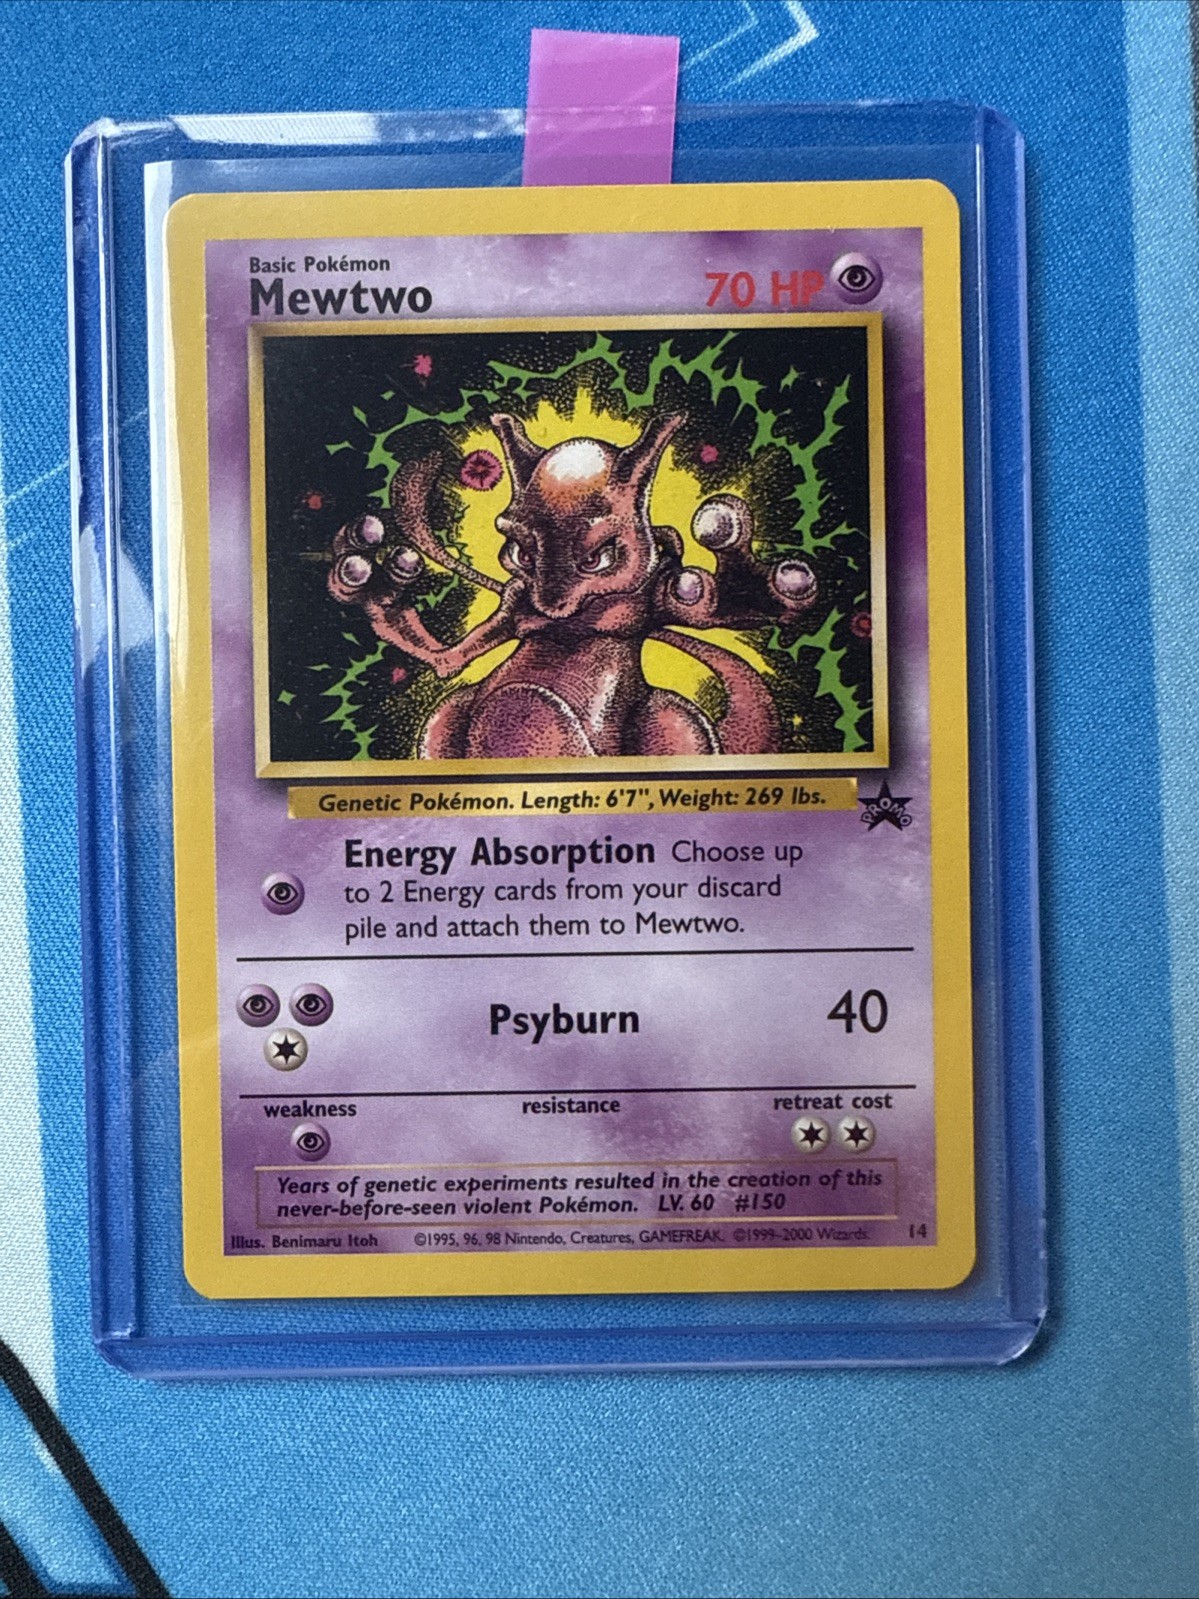 Basic Pokémon
Mewtwo
70 HP
Genetic Pokémon. Length: 6'7", Weight: 269 lbs.
PROMO
Energy Absorption Choose up
to 2 Energy cards from your discard
pile and attach them to Mewtwo.
Psyburn 40
weakness resistance retreat cost
Years of genetic experiments resulted in the creation of this
never-before-seen violent Pokémon. LV. 60 #150
Illus. Benimaru Itoh ©1995, 96, 98 Nintendo, Creatures, GAMEFREAK. ©1999-2000 Wizards. 14